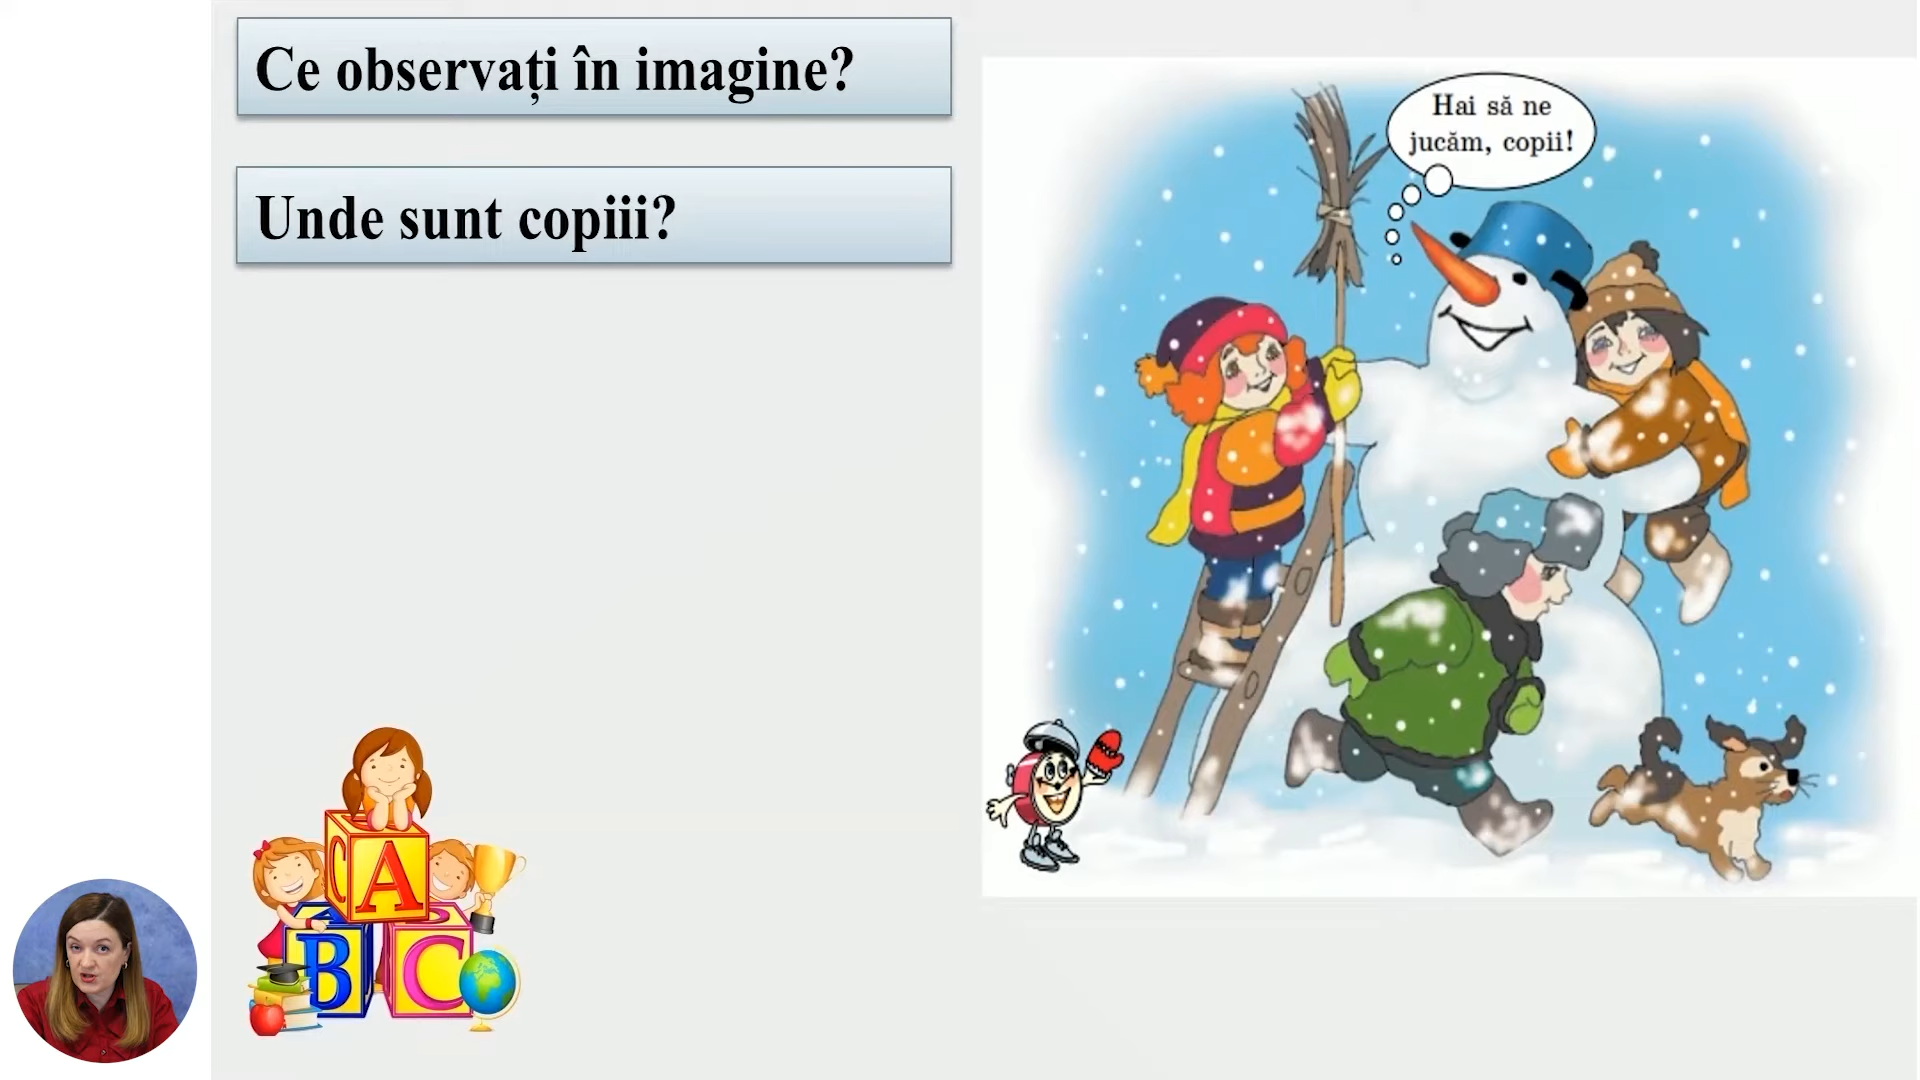 Ce observați în imagine?
Unde sunt copiii?
Hai să ne
jucăm, copii!
A
B
C